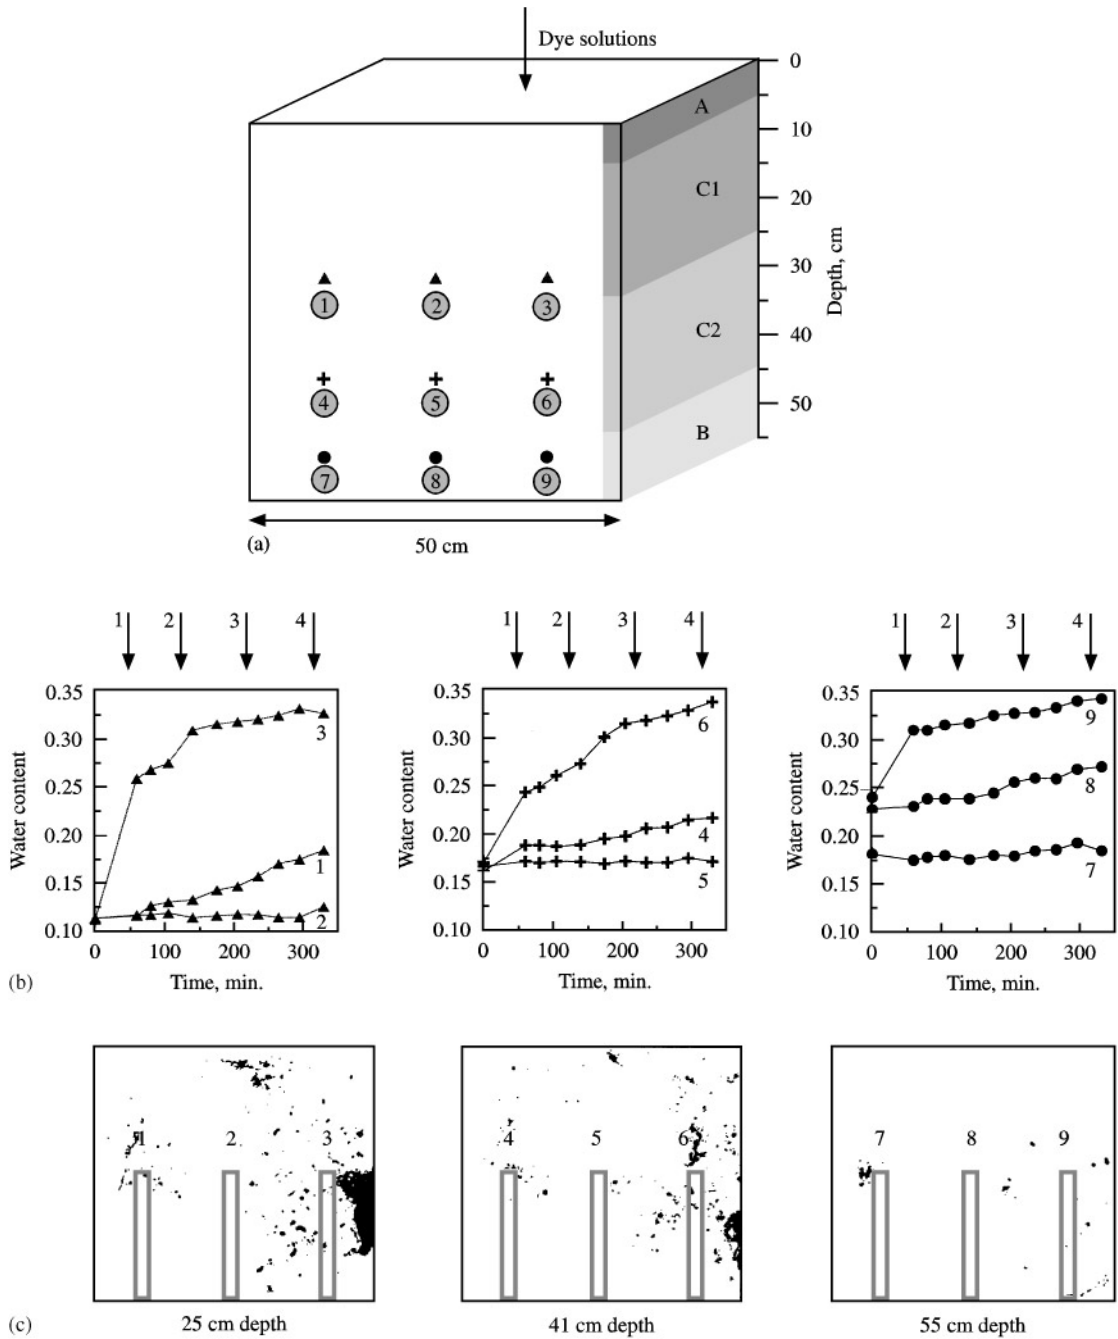 Dye solutions
0
A
10
C1
20
30
Depth, cm
C2
40
50
B
1 2 3
4 5 6
7 8 9
(a) 50 cm
1 2 3 4
0.35
0.30
0.25
0.20
0.15
0.10
3
1
2
Water content
0 100 200 300
Time, min.
1 2 3 4
0.35
0.30
0.25
0.20
0.15
0.10
6
4
5
Water content
0 100 200 300
Time, min.
1 2 3 4
0.35
0.30
0.25
0.20
0.15
0.10
9
8
7
Water content
0 100 200 300
Time, min.
(b)
1 2 3
4 5 6
7 8 9
(c) 25 cm depth
41 cm depth
55 cm depth